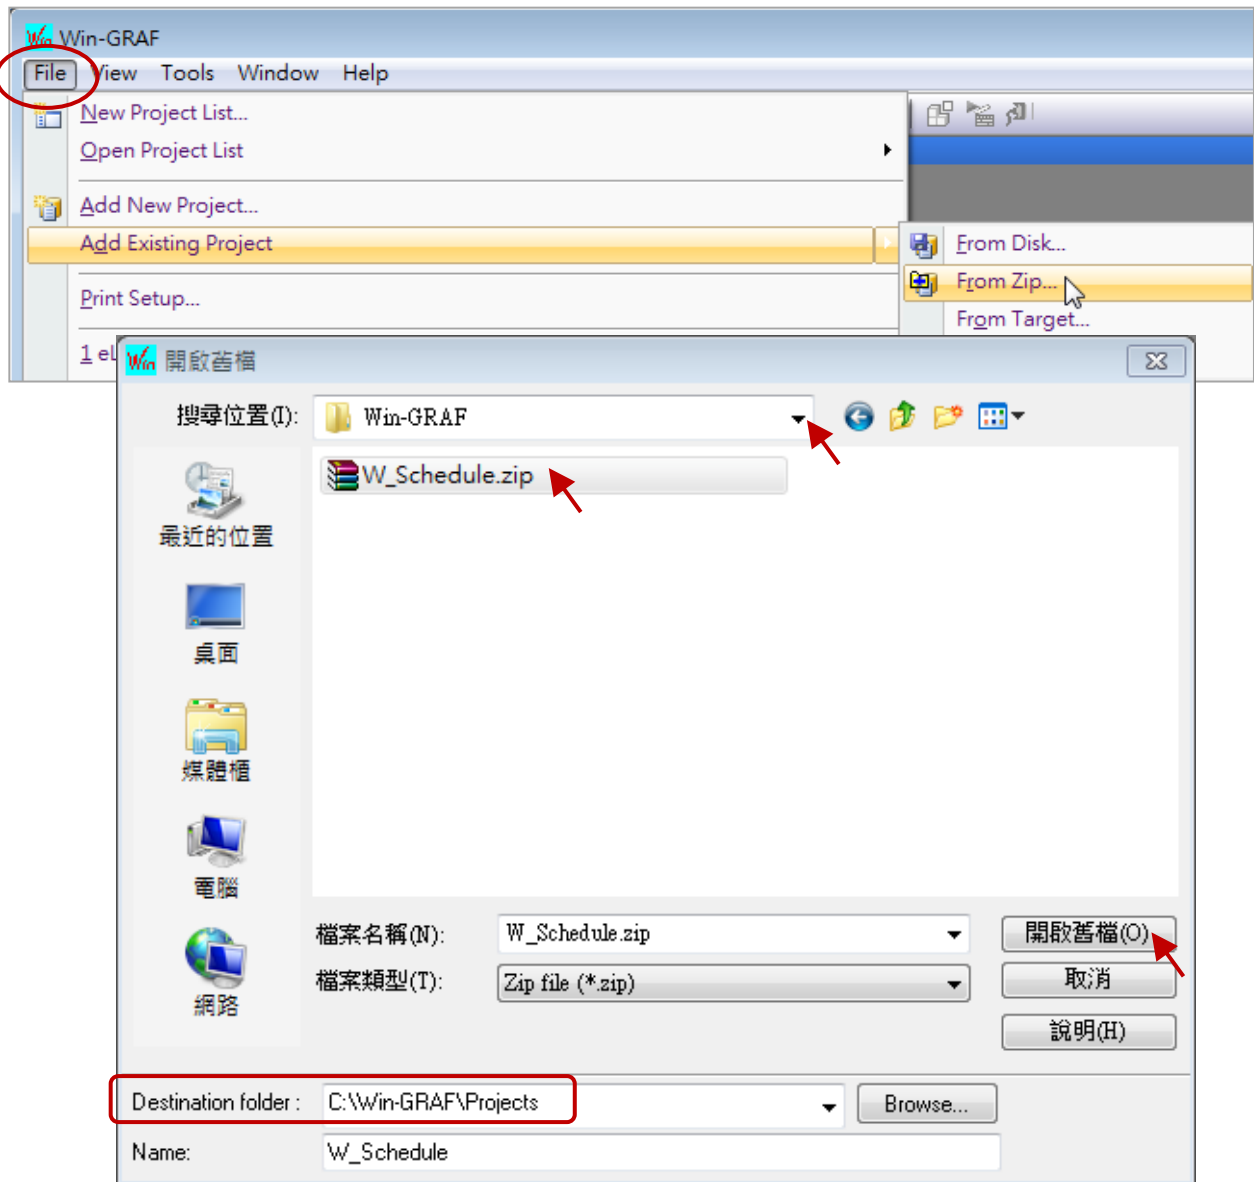 Win Win-GRAF
File View Tools Window Help
New Project List...
Open Project List
Add New Project...
Add Existing Project
From Disk...
From Zip...
From Target...
Print Setup...
1 eL
Win 開啟舊檔
搜尋位置(I): Win-GRAF
W_Schedule.zip
最近的位置
桌面
媒體櫃
電腦
網路
檔案名稱(N): W_Schedule.zip 開啟舊檔(O)
檔案類型(T): Zip file (*.zip) 取消
說明(H)
Destination folder : C:\Win-GRAF\Projects Browse...
Name: W_Schedule